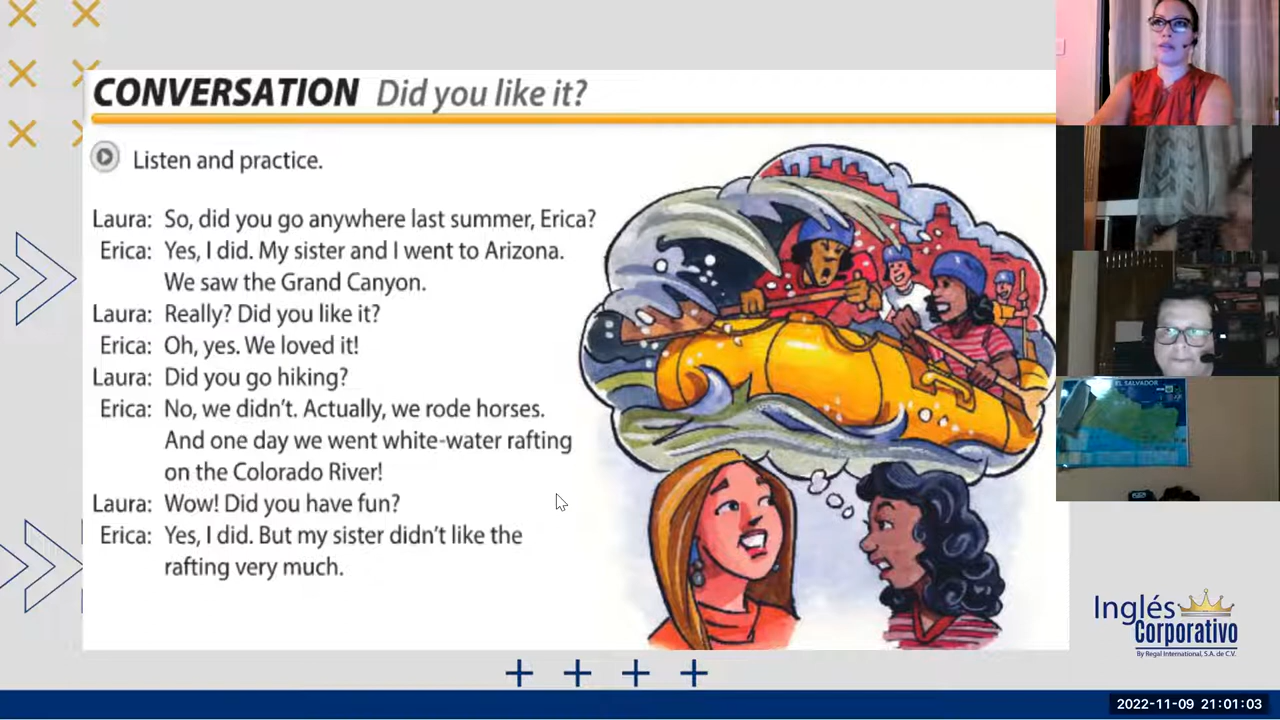 CONVERSATION Did you like it?
Listen and practice.
Laura: So, did you go anywhere last summer, Erica?
Erica: Yes, I did. My sister and I went to Arizona.
We saw the Grand Canyon.
Laura: Really? Did you like it?
Erica: Oh, yes. We loved it!
Laura: Did you go hiking?
Erica: No, we didn't. Actually, we rode horses.
And one day we went white-water rafting
on the Colorado River!
Laura: Wow! Did you have fun?
Erica: Yes, I did. But my sister didn't like the
rafting very much.
EL SALVADOR
Inglés
Corporativo
By Regal International, S.A. de C.V.
2022-11-09 21:01:03